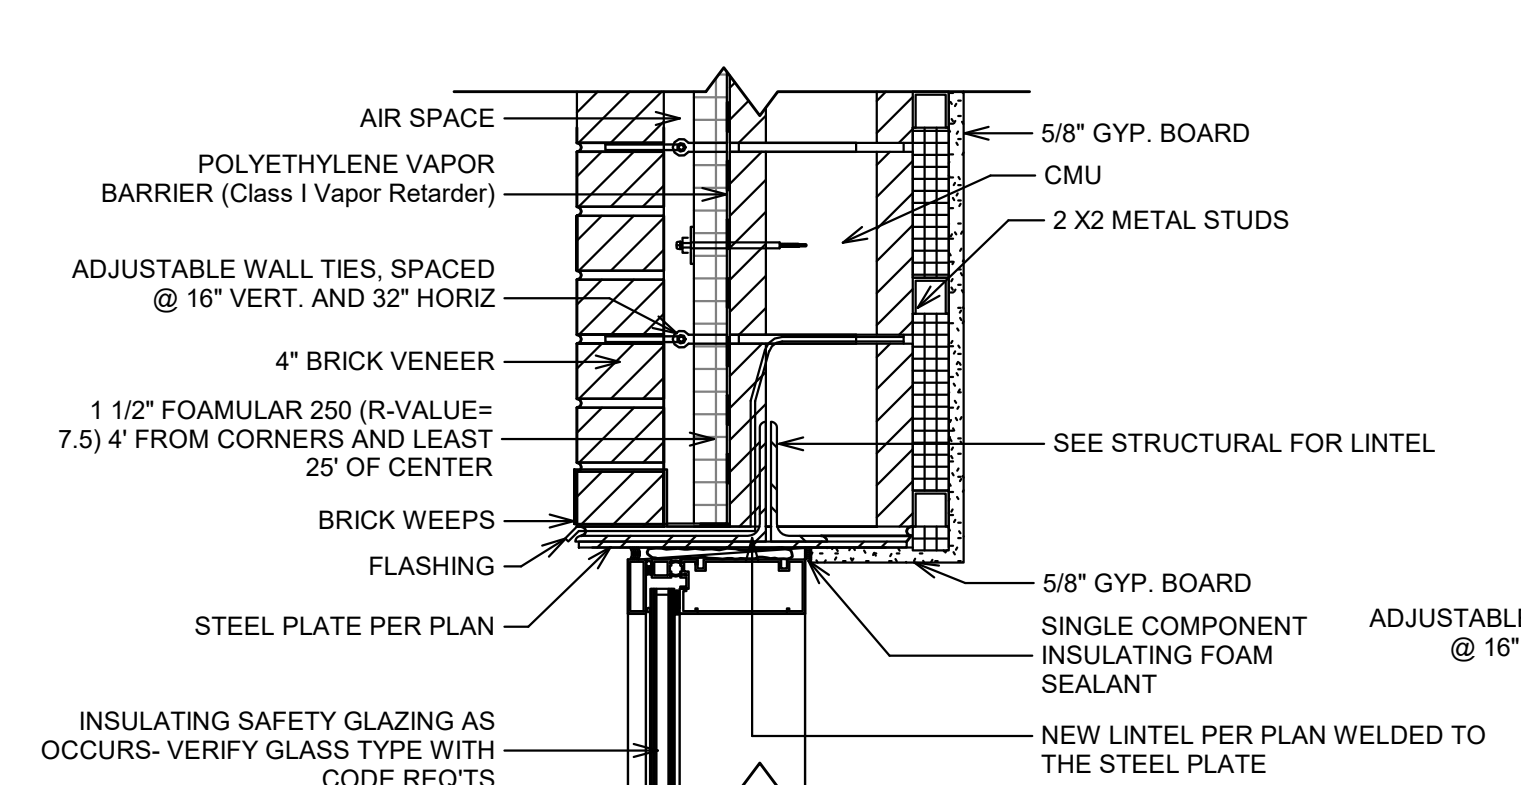 AIR SPACE
POLYETHYLENE VAPOR
BARRIER (Class I Vapor Retarder)
ADJUSTABLE WALL TIES, SPACED
@ 16" VERT. AND 32" HORIZ
4" BRICK VENEER
1 1/2" FOAMULAR 250 (R-VALUE=
7.5) 4' FROM CORNERS AND LEAST
25' OF CENTER
BRICK WEEPS
FLASHING
STEEL PLATE PER PLAN
INSULATING SAFETY GLAZING AS
OCCURS- VERIFY GLASS TYPE WITH
CODE REQ'TS
5/8" GYP. BOARD
CMU
2 X2 METAL STUDS
SEE STRUCTURAL FOR LINTEL
5/8" GYP. BOARD
SINGLE COMPONENT
INSULATING FOAM
SEALANT
NEW LINTEL PER PLAN WELDED TO
THE STEEL PLATE
@ 16"